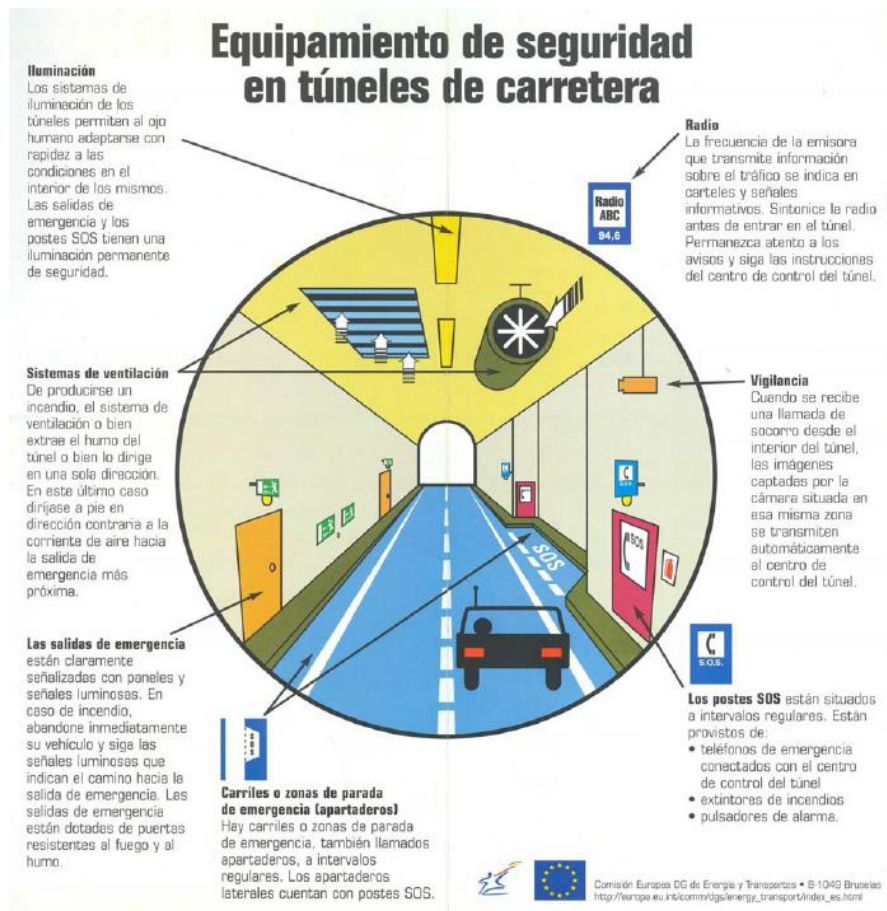 Equipamiento de seguridad
en túneles de carretera
Iluminación
Los sistemas de
iluminación de los
túneles permiten al ojo
humano adaptarse con
rapidez a las
condiciones en el
interior de los mismos.
Las salidas de
emergencia y los
postes SOS tienen una
iluminación permanente
de seguridad.
Radio
La frecuencia de la emisora
que transmite información
sobre el tráfico se indica en
carteles y señales
informativos. Sintonice la radio
antes de entrar en el túnel.
Permanezca atento a los
avisos y siga las instrucciones
del centro de control del túnel.
Radio
ABC
94,6
Sistemas de ventilación
De producirse un
incendio, el sistema de
ventilación o bien
extrae el humo del
túnel o bien lo dirige
en una sola dirección.
En este último caso
diríjase a pie en
dirección contraria a la
corriente de aire hacia
la salida de
emergencia más
próxima.
Vigilancia
Cuando se recibe
una llamada de
socorro desde el
interior del túnel,
las imágenes
captadas por la
cámara situada en
esa misma zona
se transmiten
automáticamente
al centro de
control del túnel.
S.O.S.
SOS
SOS
Las salidas de emergencia
están claramente
señalizadas con paneles y
señales luminosas. En
caso de incendio,
abandone inmediatamente
su vehículo y siga las
señales luminosas que
indican el camino hacia la
salida de emergencia. Las
salidas de emergencia
están dotadas de puertas
resistentes al fuego y al
humo.
SOS
Carriles o zonas de parada
de emergencia (apartaderos)
Hay carriles o zonas de parada
de emergencia, también llamados
apartaderos, a intervalos
regulares. Los apartaderos
laterales cuentan con postes SOS.
S.O.S.
Los postes SOS están situados
a intervalos regulares. Están
provistos de:
• teléfonos de emergencia
conectados con el centro
de control del túnel
• extintores de incendios
• pulsadores de alarma.
Comisión Europea DG de Energía y Transportes • B-1049 Bruselas
http://europa.eu.int/comm/dgs/energy_transport/index_es.html